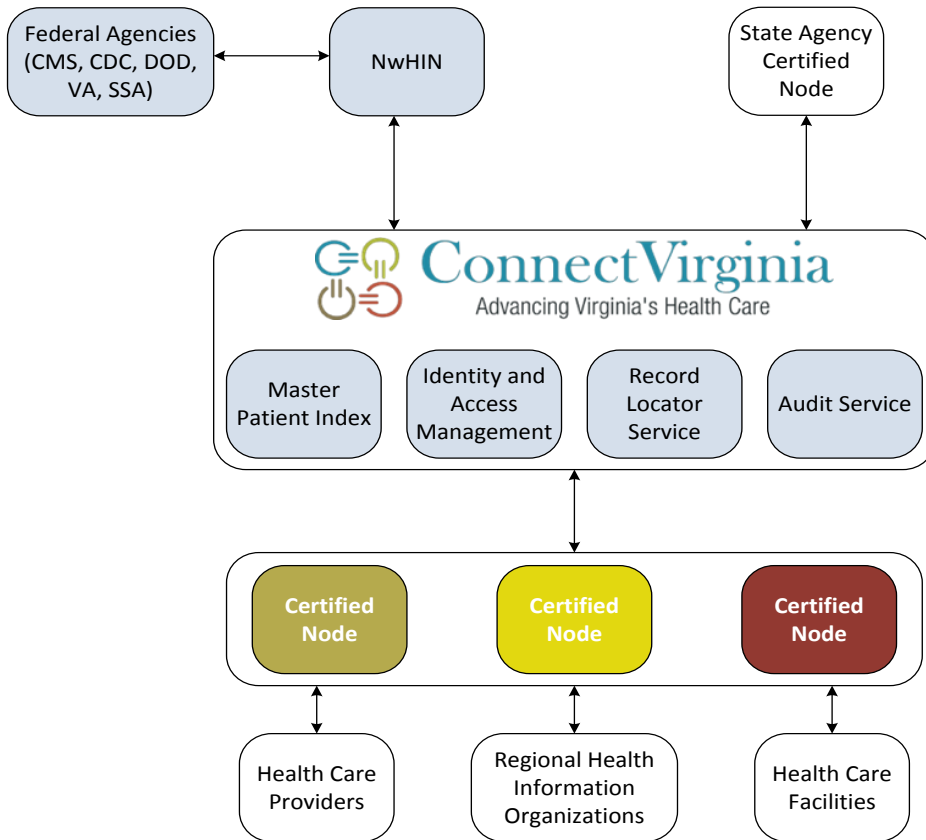 Federal Agencies
(CMS, CDC, DOD,
VA, SSA)
NwHIN
State Agency
Certified
Node
ConnectVirginia
Advancing Virginia's Health Care
Master
Patient Index
Identity and
Access
Management
Record
Locator
Service
Audit Service
Certified
Node
Certified
Node
Certified
Node
Health Care
Providers
Regional Health
Information
Organizations
Health Care
Facilities